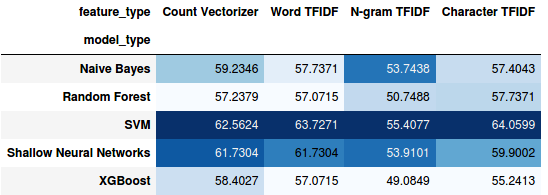 feature_type Count Vectorizer Word TFIDF N-gram TFIDF Character TFIDF
model_type
Naive Bayes 59.2346 57.7371 53.7438 57.4043
Random Forest 57.2379 57.0715 50.7488 57.7371
SVM 62.5624 63.7271 55.4077 64.0599
Shallow Neural Networks 61.7304 61.7304 53.9101 59.9002
XGBoost 58.4027 57.0715 49.0849 55.2413